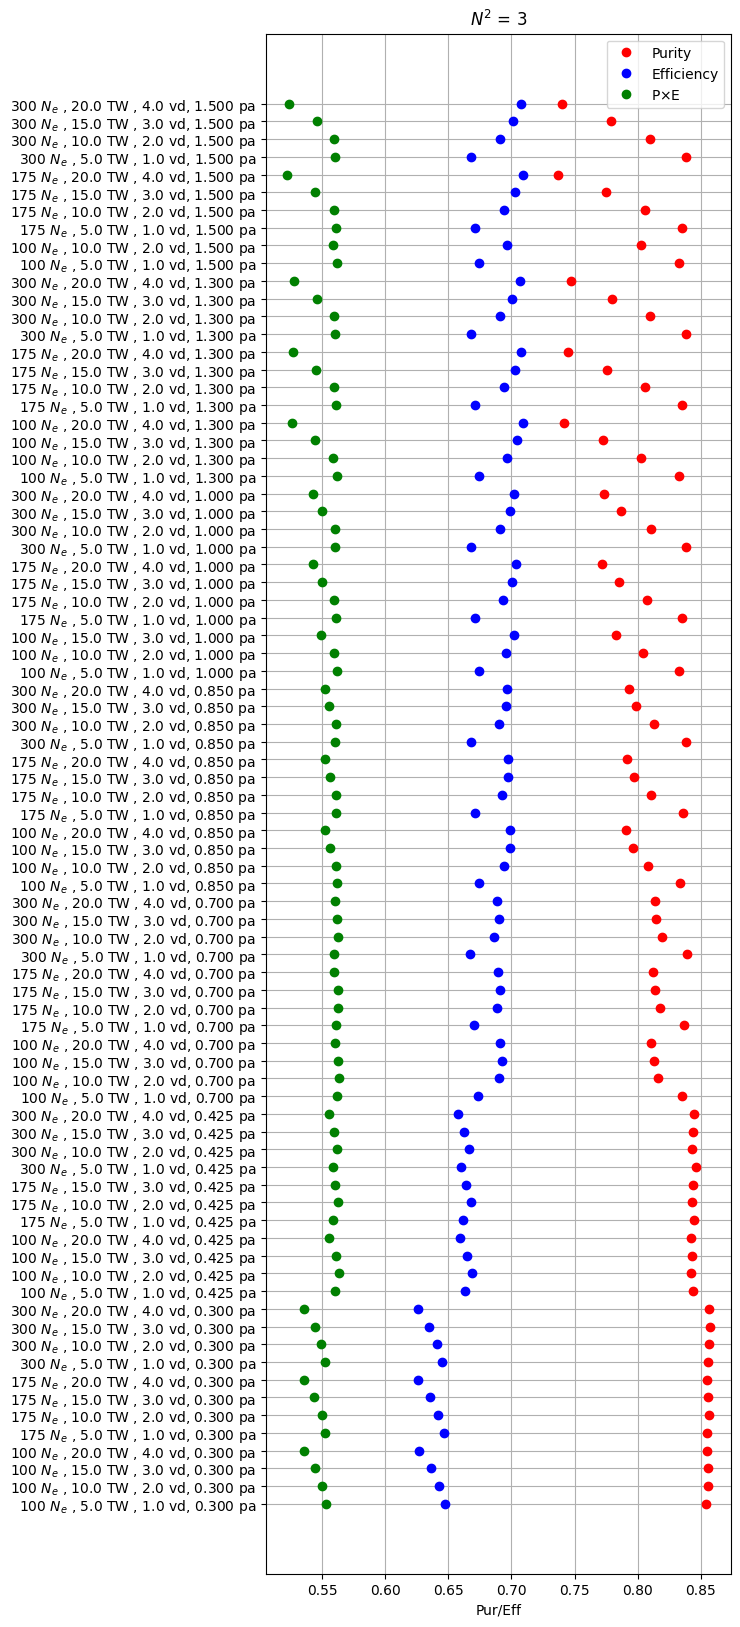 N² = 3
Purity
Efficiency
P×E
300 Nₑ , 20.0 TW , 4.0 vd, 1.500 pa
300 Nₑ , 15.0 TW , 3.0 vd, 1.500 pa
300 Nₑ , 10.0 TW , 2.0 vd, 1.500 pa
300 Nₑ , 5.0 TW , 1.0 vd, 1.500 pa
175 Nₑ , 20.0 TW , 4.0 vd, 1.500 pa
175 Nₑ , 15.0 TW , 3.0 vd, 1.500 pa
175 Nₑ , 10.0 TW , 2.0 vd, 1.500 pa
175 Nₑ , 5.0 TW , 1.0 vd, 1.500 pa
100 Nₑ , 10.0 TW , 2.0 vd, 1.500 pa
100 Nₑ , 5.0 TW , 1.0 vd, 1.500 pa
300 Nₑ , 20.0 TW , 4.0 vd, 1.300 pa
300 Nₑ , 15.0 TW , 3.0 vd, 1.300 pa
300 Nₑ , 10.0 TW , 2.0 vd, 1.300 pa
300 Nₑ , 5.0 TW , 1.0 vd, 1.300 pa
175 Nₑ , 20.0 TW , 4.0 vd, 1.300 pa
175 Nₑ , 15.0 TW , 3.0 vd, 1.300 pa
175 Nₑ , 10.0 TW , 2.0 vd, 1.300 pa
175 Nₑ , 5.0 TW , 1.0 vd, 1.300 pa
100 Nₑ , 20.0 TW , 4.0 vd, 1.300 pa
100 Nₑ , 15.0 TW , 3.0 vd, 1.300 pa
100 Nₑ , 10.0 TW , 2.0 vd, 1.300 pa
100 Nₑ , 5.0 TW , 1.0 vd, 1.300 pa
300 Nₑ , 20.0 TW , 4.0 vd, 1.000 pa
300 Nₑ , 15.0 TW , 3.0 vd, 1.000 pa
300 Nₑ , 10.0 TW , 2.0 vd, 1.000 pa
300 Nₑ , 5.0 TW , 1.0 vd, 1.000 pa
175 Nₑ , 20.0 TW , 4.0 vd, 1.000 pa
175 Nₑ , 15.0 TW , 3.0 vd, 1.000 pa
175 Nₑ , 10.0 TW , 2.0 vd, 1.000 pa
175 Nₑ , 5.0 TW , 1.0 vd, 1.000 pa
100 Nₑ , 15.0 TW , 3.0 vd, 1.000 pa
100 Nₑ , 10.0 TW , 2.0 vd, 1.000 pa
100 Nₑ , 5.0 TW , 1.0 vd, 1.000 pa
300 Nₑ , 20.0 TW , 4.0 vd, 0.850 pa
300 Nₑ , 15.0 TW , 3.0 vd, 0.850 pa
300 Nₑ , 10.0 TW , 2.0 vd, 0.850 pa
300 Nₑ , 5.0 TW , 1.0 vd, 0.850 pa
175 Nₑ , 20.0 TW , 4.0 vd, 0.850 pa
175 Nₑ , 15.0 TW , 3.0 vd, 0.850 pa
175 Nₑ , 10.0 TW , 2.0 vd, 0.850 pa
175 Nₑ , 5.0 TW , 1.0 vd, 0.850 pa
100 Nₑ , 20.0 TW , 4.0 vd, 0.850 pa
100 Nₑ , 15.0 TW , 3.0 vd, 0.850 pa
100 Nₑ , 10.0 TW , 2.0 vd, 0.850 pa
100 Nₑ , 5.0 TW , 1.0 vd, 0.850 pa
300 Nₑ , 20.0 TW , 4.0 vd, 0.700 pa
300 Nₑ , 15.0 TW , 3.0 vd, 0.700 pa
300 Nₑ , 10.0 TW , 2.0 vd, 0.700 pa
300 Nₑ , 5.0 TW , 1.0 vd, 0.700 pa
175 Nₑ , 20.0 TW , 4.0 vd, 0.700 pa
175 Nₑ , 15.0 TW , 3.0 vd, 0.700 pa
175 Nₑ , 10.0 TW , 2.0 vd, 0.700 pa
175 Nₑ , 5.0 TW , 1.0 vd, 0.700 pa
100 Nₑ , 20.0 TW , 4.0 vd, 0.700 pa
100 Nₑ , 15.0 TW , 3.0 vd, 0.700 pa
100 Nₑ , 10.0 TW , 2.0 vd, 0.700 pa
100 Nₑ , 5.0 TW , 1.0 vd, 0.700 pa
300 Nₑ , 20.0 TW , 4.0 vd, 0.425 pa
300 Nₑ , 15.0 TW , 3.0 vd, 0.425 pa
300 Nₑ , 10.0 TW , 2.0 vd, 0.425 pa
300 Nₑ , 5.0 TW , 1.0 vd, 0.425 pa
175 Nₑ , 15.0 TW , 3.0 vd, 0.425 pa
175 Nₑ , 10.0 TW , 2.0 vd, 0.425 pa
175 Nₑ , 5.0 TW , 1.0 vd, 0.425 pa
100 Nₑ , 20.0 TW , 4.0 vd, 0.425 pa
100 Nₑ , 15.0 TW , 3.0 vd, 0.425 pa
100 Nₑ , 10.0 TW , 2.0 vd, 0.425 pa
100 Nₑ , 5.0 TW , 1.0 vd, 0.425 pa
300 Nₑ , 20.0 TW , 4.0 vd, 0.300 pa
300 Nₑ , 15.0 TW , 3.0 vd, 0.300 pa
300 Nₑ , 10.0 TW , 2.0 vd, 0.300 pa
300 Nₑ , 5.0 TW , 1.0 vd, 0.300 pa
175 Nₑ , 20.0 TW , 4.0 vd, 0.300 pa
175 Nₑ , 15.0 TW , 3.0 vd, 0.300 pa
175 Nₑ , 10.0 TW , 2.0 vd, 0.300 pa
175 Nₑ , 5.0 TW , 1.0 vd, 0.300 pa
100 Nₑ , 20.0 TW , 4.0 vd, 0.300 pa
100 Nₑ , 15.0 TW , 3.0 vd, 0.300 pa
100 Nₑ , 10.0 TW , 2.0 vd, 0.300 pa
100 Nₑ , 5.0 TW , 1.0 vd, 0.300 pa
0.55 0.60 0.65 0.70 0.75 0.80 0.85
Pur/Eff